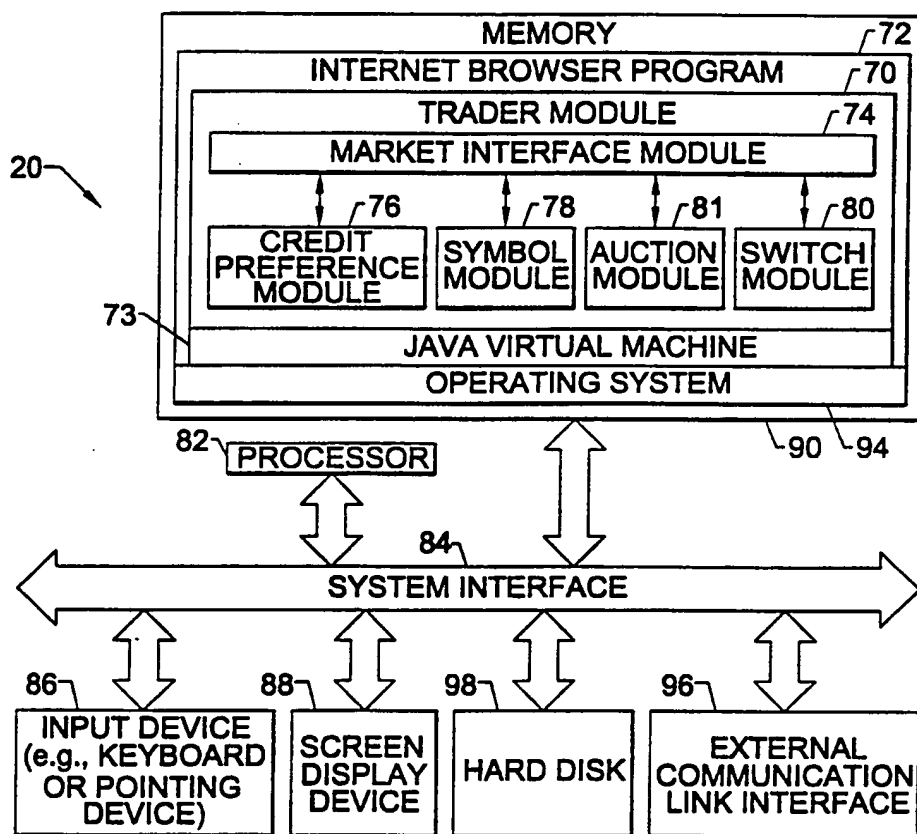 MEMORY
72
INTERNET BROWSER PROGRAM
70
TRADER MODULE
74
MARKET INTERFACE MODULE
20
76
78
81
80
CREDIT
PREFERENCE
MODULE
SYMBOL
MODULE
AUCTION
MODULE
SWITCH
MODULE
73
JAVA VIRTUAL MACHINE
OPERATING SYSTEM
82
PROCESSOR
90
94
84
SYSTEM INTERFACE
86
88
98
96
INPUT DEVICE
(e.g., KEYBOARD
OR POINTING
DEVICE)
SCREEN
DISPLAY
DEVICE
HARD DISK
EXTERNAL
COMMUNICATION
LINK INTERFACE